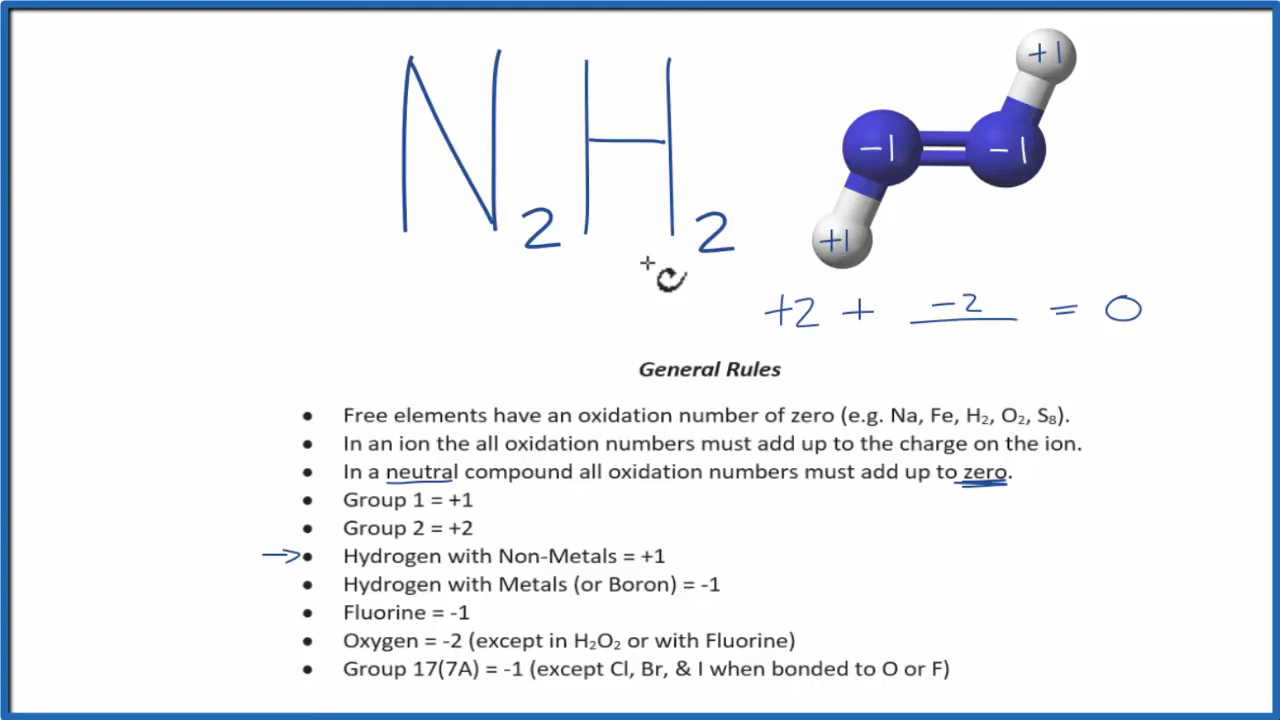 N2H2
+1
-1 -1
+1
+2 + -2 = 0
General Rules
• Free elements have an oxidation number of zero (e.g. Na, Fe, H₂, O₂, S₈).
• In an ion the all oxidation numbers must add up to the charge on the ion.
• In a neutral compound all oxidation numbers must add up to zero.
• Group 1 = +1
• Group 2 = +2
→• Hydrogen with Non-Metals = +1
• Hydrogen with Metals (or Boron) = -1
• Fluorine = -1
• Oxygen = -2 (except in H₂O₂ or with Fluorine)
• Group 17(7A) = -1 (except Cl, Br, & I when bonded to O or F)